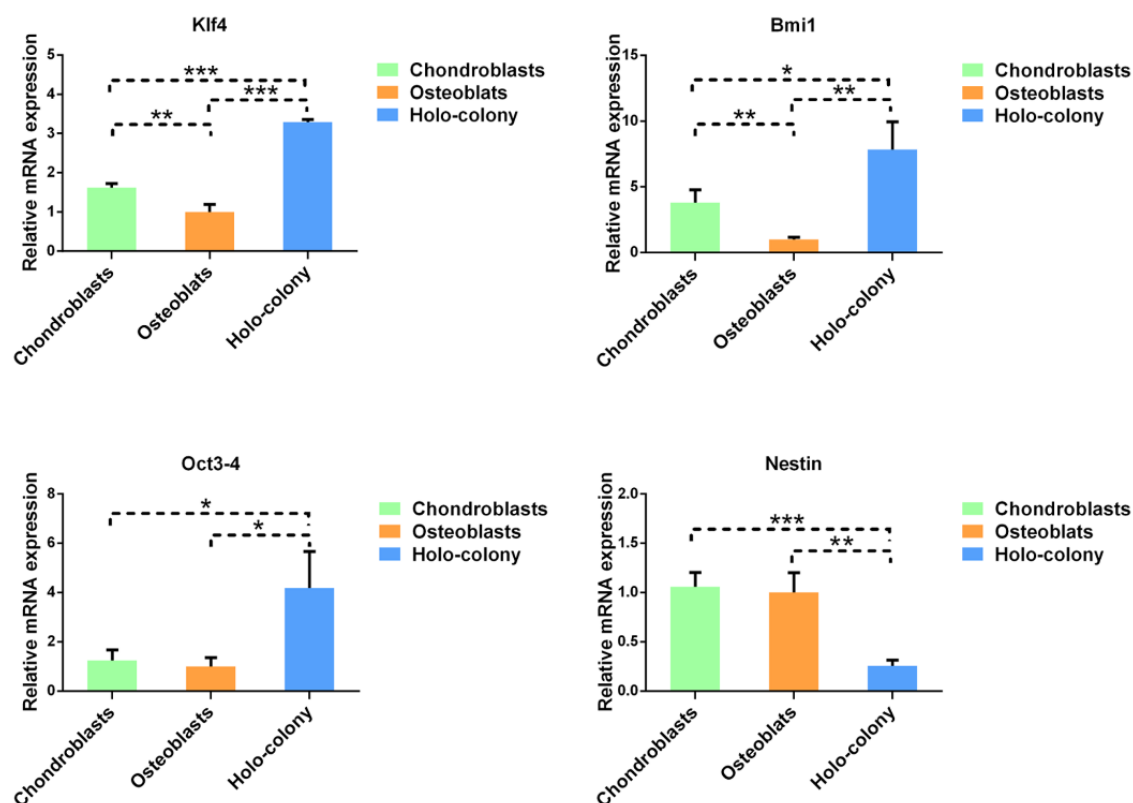 Klf4
Relative mRNA expression
5
4
3
2
1
0
***
***
**
Chondroblasts
Osteoblats
Holo-colony
Chondroblasts
Osteoblats
Holo-colony
Bmi1
Relative mRNA expression
15
10
5
0
*
**
**
Chondroblasts
Osteoblasts
Holo-colony
Chondroblasts
Osteoblasts
Holo-colony
Oct3-4
Relative mRNA expression
8
6
4
2
0
*
*
Chondroblasts
Osteoblasts
Holo-colony
Chondroblasts
Osteoblasts
Holo-colony
Nestin
Relative mRNA expression
2.0
1.5
1.0
0.5
0.0
***
**
Chondroblasts
Osteoblats
Holo-colony
Chondroblasts
Osteoblats
Holo-colony